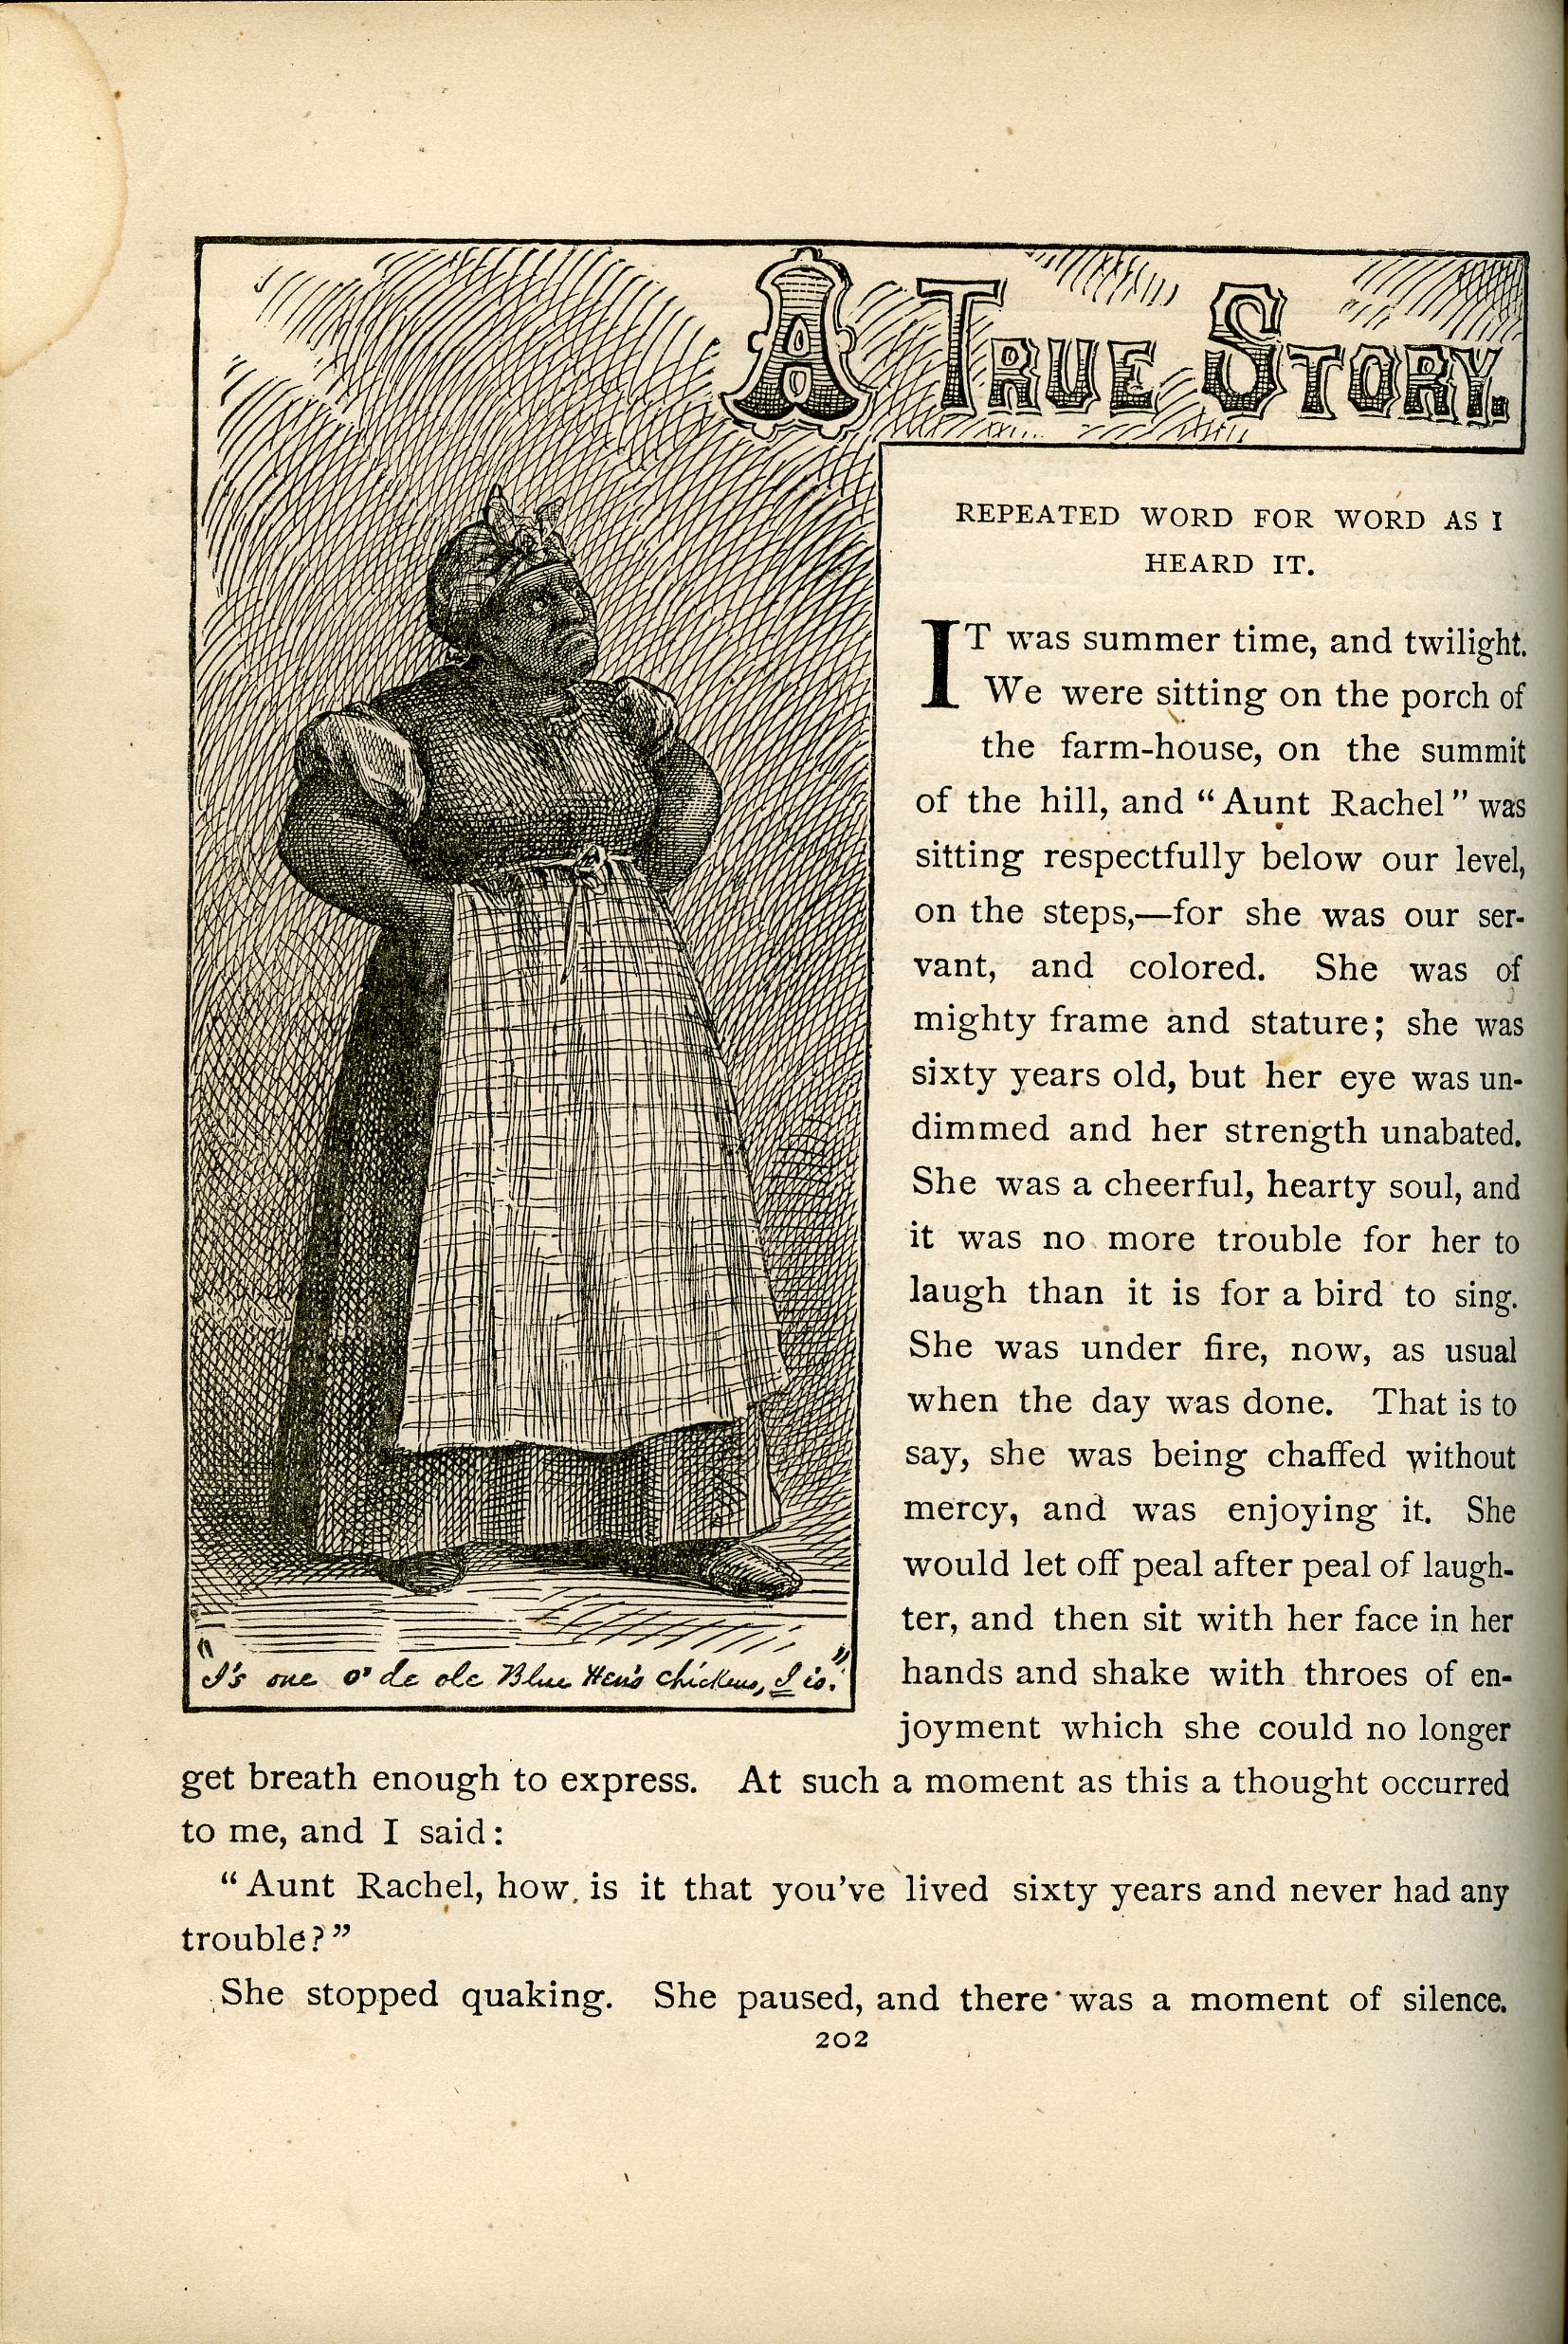 A TRUE STORY.
REPEATED WORD FOR WORD AS I
HEARD IT.
IT was summer time, and twilight.
We were sitting on the porch of
the farm-house, on the summit
of the hill, and “Aunt Rachel” was
sitting respectfully below our level,
on the steps,—for she was our ser-
vant, and colored. She was of
mighty frame and stature; she was
sixty years old, but her eye was un-
dimmed and her strength unabated.
She was a cheerful, hearty soul, and
it was no more trouble for her to
laugh than it is for a bird to sing.
She was under fire, now, as usual
when the day was done. That is to
say, she was being chaffed without
mercy, and was enjoying it. She
would let off peal after peal of laugh-
ter, and then sit with her face in her
hands and shake with throes of en-
joyment which she could no longer
"I's one o' de ole Blue Hen's chickens, I is."
get breath enough to express. At such a moment as this a thought occurred
to me, and I said:
“Aunt Rachel, how is it that you've lived sixty years and never had any
trouble?”
She stopped quaking. She paused, and there was a moment of silence.
202